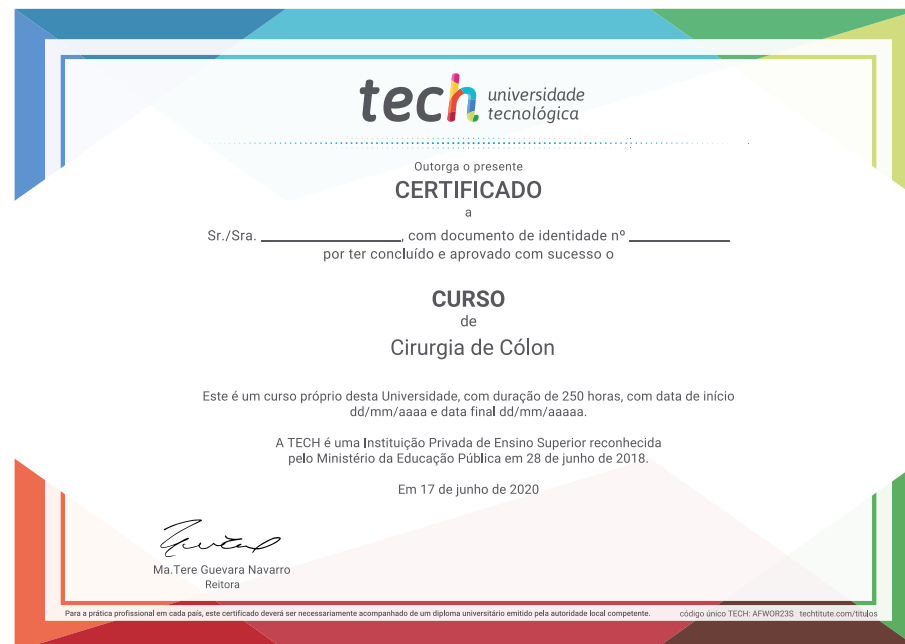 tech universidade
tecnológica
Outorga o presente
CERTIFICADO
a
Sr./Sra. ____________________, com documento de identidade nº ______________
por ter concluído e aprovado com sucesso o
CURSO
de
Cirurgia de Cólon
Este é um curso próprio desta Universidade, com duração de 250 horas, com data de início
dd/mm/aaaa e data final dd/mm/aaaaa.
A TECH é uma Instituição Privada de Ensino Superior reconhecida
pelo Ministério da Educação Pública em 28 de junho de 2018.
Em 17 de junho de 2020
Ma.Tere Guevara Navarro
Reitora
Para a prática profissional em cada país, este certificado deverá ser necessariamente acompanhado de um diploma universitário emitido pela autoridade local competente. código único TECH: AFWOR23S techtitute.com/titulos